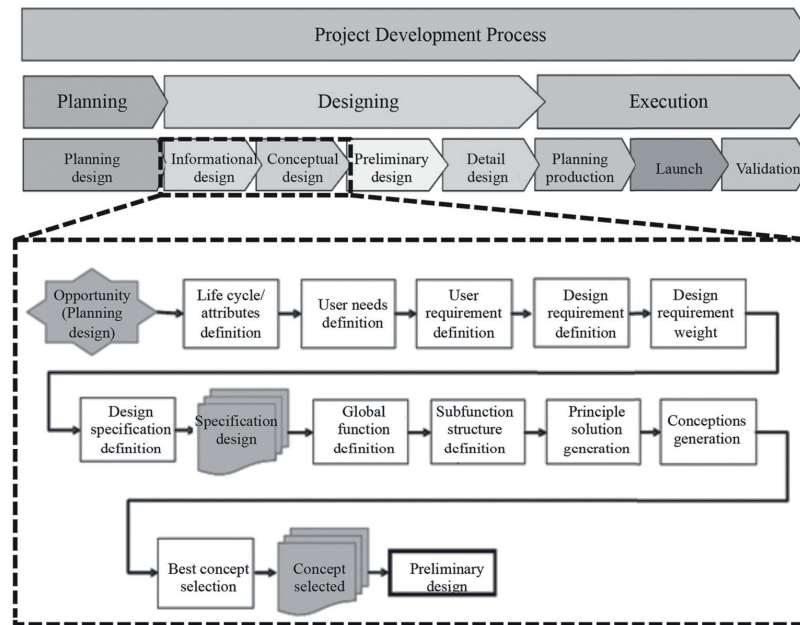 Project Development Process
Planning
Designing
Execution
Planning
design
Informational
design
Conceptual
design
Preliminary
design
Detail
design
Planning
production
Launch
Validation
Opportunity
(Planning
design)
Life cycle/
attributes
definition
User needs
definition
User
requirement
definition
Design
requirement
definition
Design
requirement
weight
Design
specification
definition
Specification
design
Global
function
definition
Subfunction
structure
definition
Principle
solution
generation
Conceptions
generation
Best concept
selection
Concept
selected
Preliminary
design